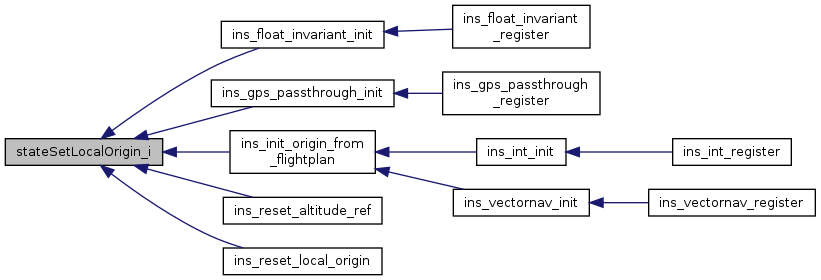 ins_float_invariant
_register
ins_float_invariant_init
ins_gps_passthrough
_register
ins_gps_passthrough_init
stateSetLocalOrigin_i
ins_init_origin_from
_flightplan
ins_int_init
ins_int_register
ins_vectornav_init
ins_vectornav_register
ins_reset_altitude_ref
ins_reset_local_origin